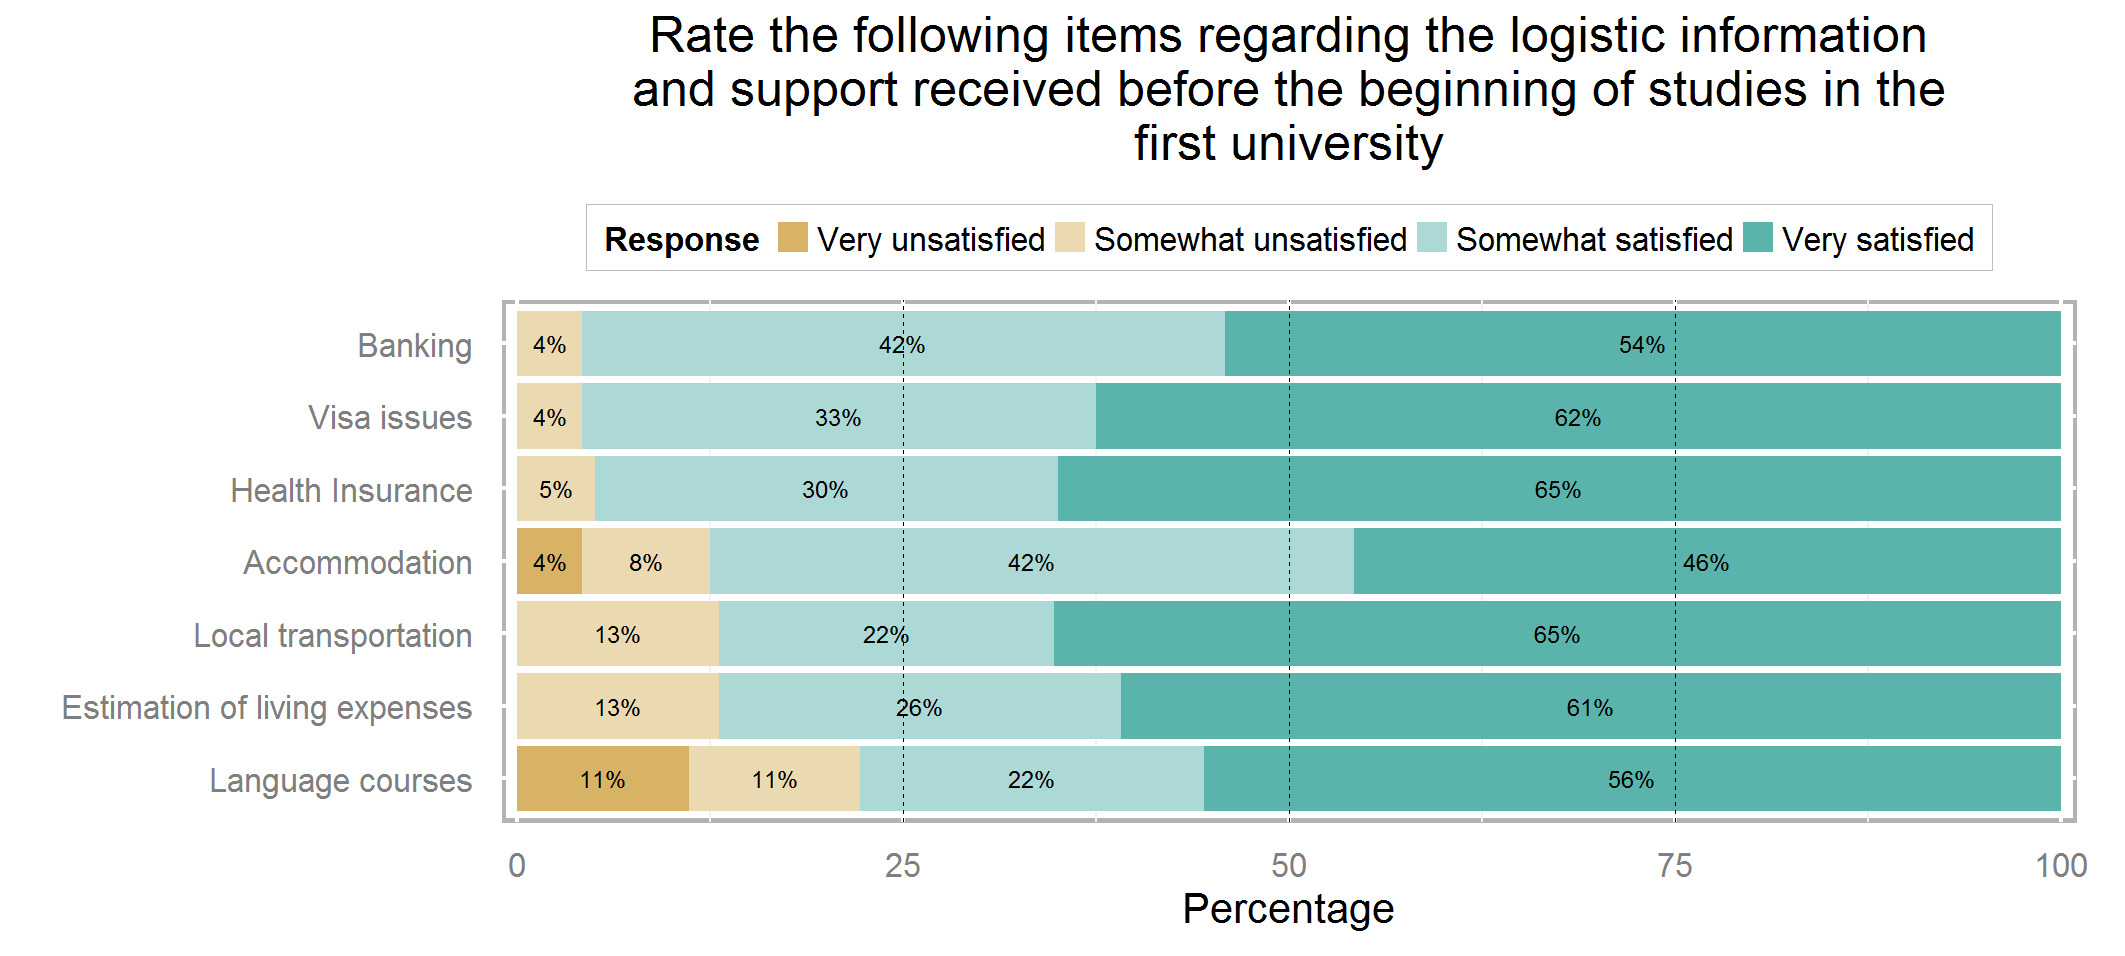 Rate the following items regarding the logistic information
and support received before the beginning of studies in the
first university
Response Very unsatisfied Somewhat unsatisfied Somewhat satisfied Very satisfied
Banking 4% 42% 54%
Visa issues 4% 33% 62%
Health Insurance 5% 30% 65%
Accommodation 4% 8% 42% 46%
Local transportation 13% 22% 65%
Estimation of living expenses 13% 26% 61%
Language courses 11% 11% 22% 56%
0 25 50 75 100
Percentage